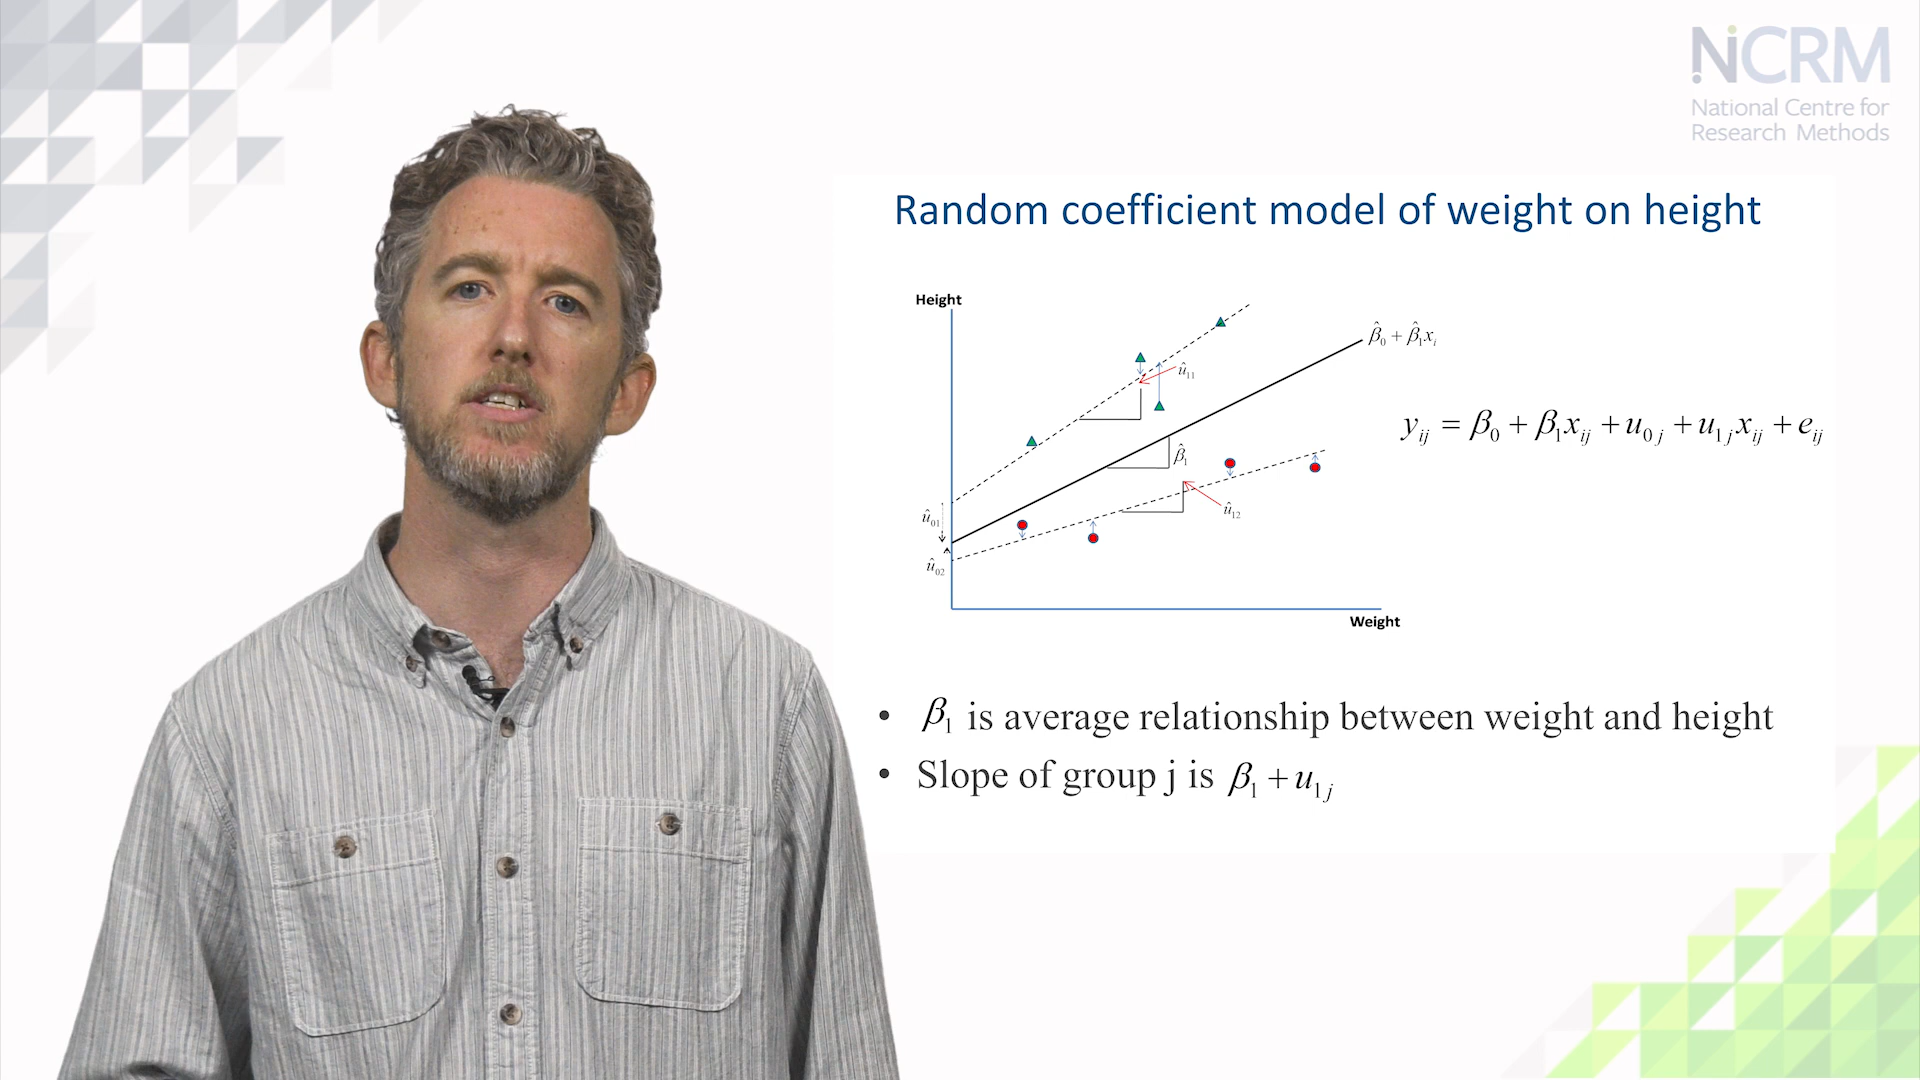 NCRM
National Centre for
Research Methods
Random coefficient model of weight on height
Height
β̂₀ + β̂₁xᵢ
û₁₁
yᵢⱼ = β₀ + β₁xᵢⱼ + u₀ⱼ + u₁ⱼxᵢⱼ + eᵢⱼ
β̂₁
û₁₂
û₀₁
û₀₂
Weight
• β₁ is average relationship between weight and height
• Slope of group j is β₁ + u₁ⱼ